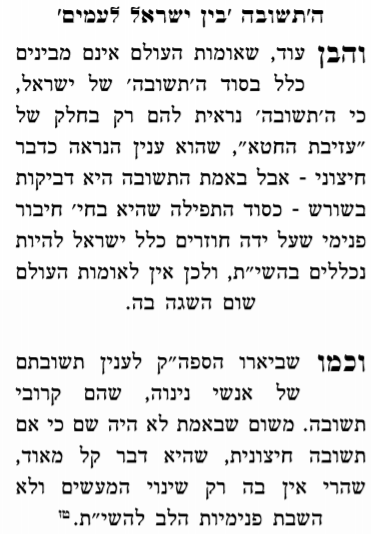 ה'תשובה' בין ישראל לעמים'
והבן עוד, שאומות העולם אינם מבינים
כלל בסוד ה'תשובה' של ישראל,
כי ה'תשובה' נראית להם רק בחלק של
"עזיבת החטא", שהוא ענין הנראה כדבר
חיצוני - אבל באמת התשובה היא דביקות
בשורש - כסוד התפילה שהיא בחי' חיבור
פנימי שעל ידה חוזרים כלל ישראל להיות
נכללים בהשי"ת, ולכן אין לאומות העולם
שום השגה בה.
וכמו שביארו הספה"ק לענין תשובתם
של אנשי נינוה, שהם קרובי
תשובה. משום שבאמת לא היה שם כי אם
תשובה חיצונית, שהיא דבר קל מאוד,
שהרי אין בה רק שינוי המעשים ולא
השבת פנימיות הלב להשי"ת.טז